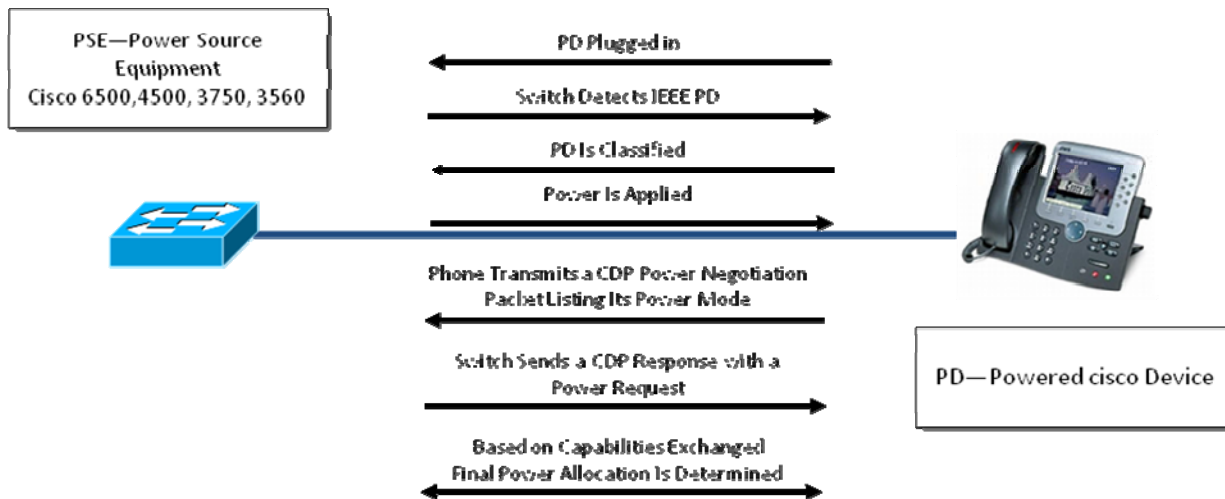 PSE—Power Source
Equipment
Cisco 6500,4500, 3750, 3560
PD Plugged in
Switch Detects IEEE PD
PD Is Classified
Power Is Applied
Phone Transmits a CDP Power Negotiation
Packet Listing Its Power Mode
Switch Sends a CDP Response with a
Power Request
Based on Capabilities Exchanged
Final Power Allocation Is Determined
PD—Powered cisco Device